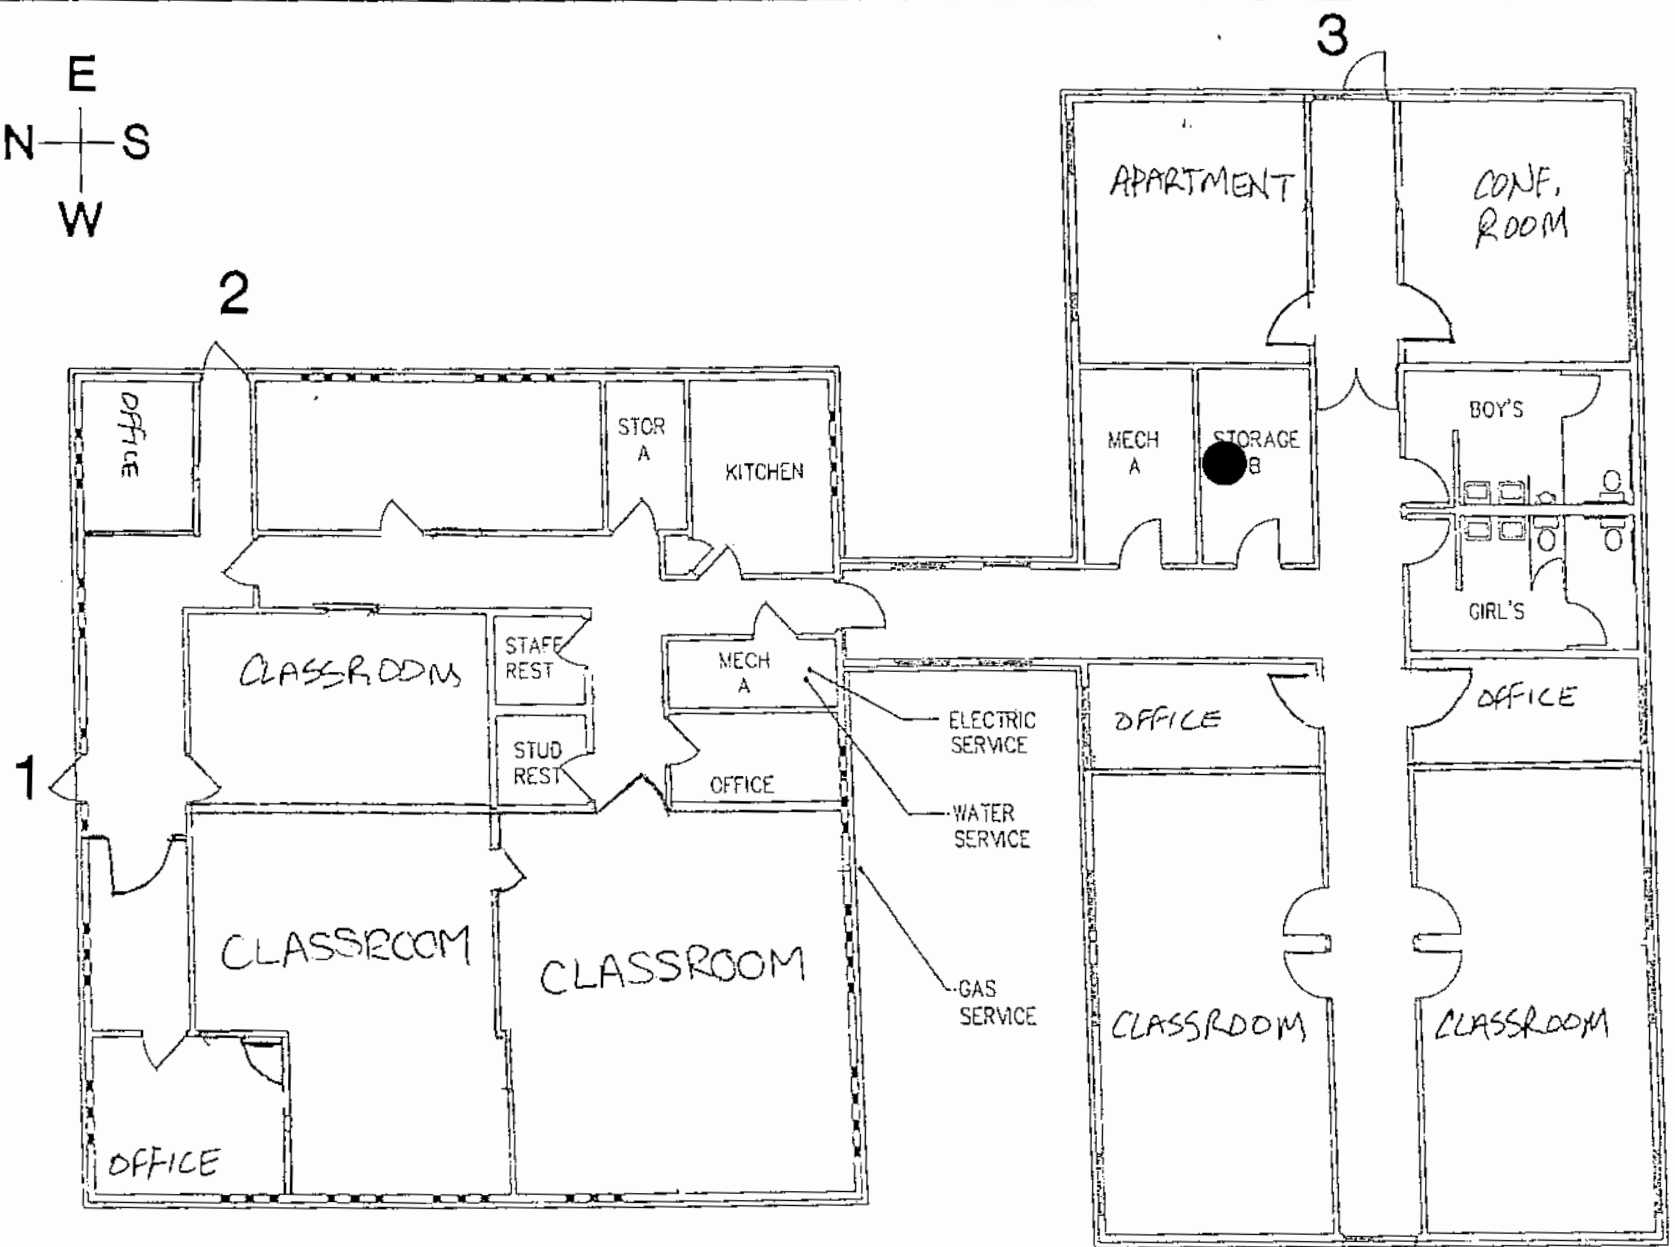 3
E
N S
W
APARTMENT
CONF.
ROOM
2
OFFICE
STOR
A
KITCHEN
MECH
A
STORAGE
B
BOY'S
GIRL'S
CLASSROOM
STAFF
REST
MECH
A
STUD
REST
OFFICE
ELECTRIC
SERVICE
OFFICE
OFFICE
1
WATER
SERVICE
CLASSROOM
CLASSROOM
GAS
SERVICE
CLASSROOM
CLASSROOM
OFFICE